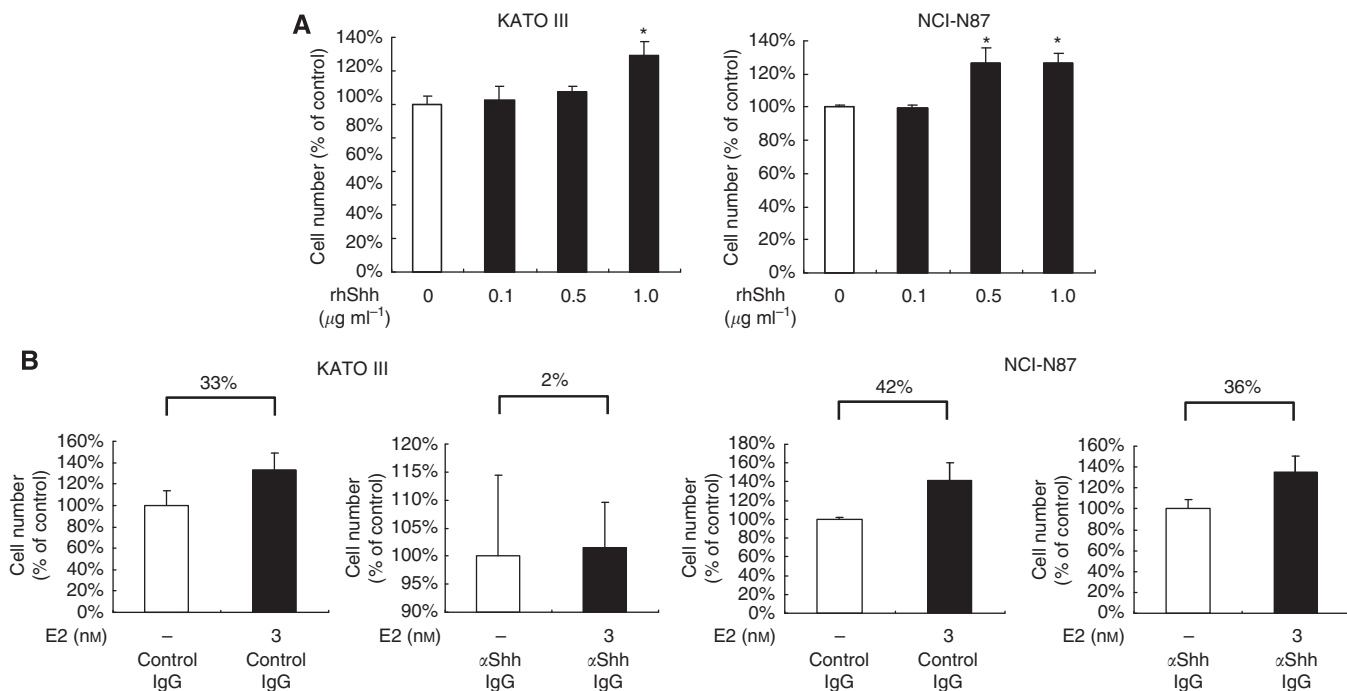 A
KATO III
Cell number (% of control)
140%
120%
100%
80%
60%
40%
20%
0%
*
rhShh 0 0.1 0.5 1.0
(μg ml⁻¹)
NCI-N87
Cell number (% of control)
140%
120%
100%
80%
60%
40%
20%
0%
* *
rhShh 0 0.1 0.5 1.0
(μg ml⁻¹)
B
KATO III
33%
Cell number
(% of control)
160%
140%
120%
100%
80%
60%
40%
20%
0%
E2 (nM) – 3
Control Control
IgG IgG
2%
Cell number
(% of control)
120%
115%
110%
105%
100%
95%
90%
– 3
αShh αShh
IgG IgG
NCI-N87
42%
Cell number
(% of control)
180%
160%
140%
120%
100%
80%
60%
40%
20%
0%
E2 (nM) – 3
Control Control
IgG IgG
36%
Cell number
(% of control)
160%
140%
120%
100%
80%
60%
40%
20%
0%
– 3
αShh αShh
IgG IgG